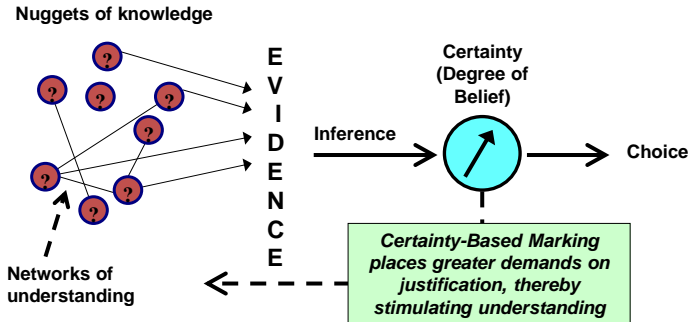 Nuggets of knowledge
?
?
?
?
?
?
?
?
E
V
I
D
E
N
C
E
Inference
Certainty
(Degree of
Belief)
Choice
Networks of
understanding
Certainty-Based Marking
places greater demands on
justification, thereby
stimulating understanding